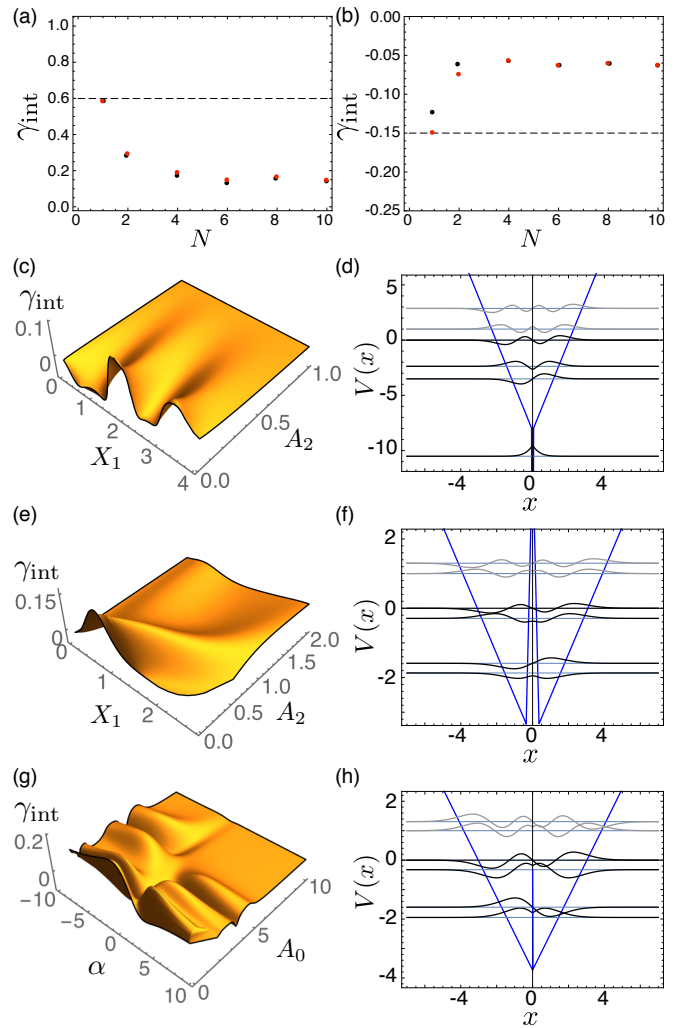 (a)
1.0
0.8
0.6
0.4
0.2
0.0
γint
0 2 4 6 8 10
N
(b)
0.00
-0.05
-0.10
-0.15
-0.20
-0.25
γint
0 2 4 6 8 10
N
(c)
γint
0.1
0
0 1 2 3 4
X1
0.0 0.5 1.0
A2
(d)
5
0
-5
-10
V(x)
-4 0 4
x
(e)
γint
0.15
0
0 1 2
X1
0.0 0.5 1.0 1.5 2.0
A2
(f)
2
0
-2
V(x)
-4 0 4
x
(g)
γint
0.2
0
−10 −5 0 5 10
α
0 5 10
A0
(h)
2
0
-2
-4
V(x)
-4 0 4
x